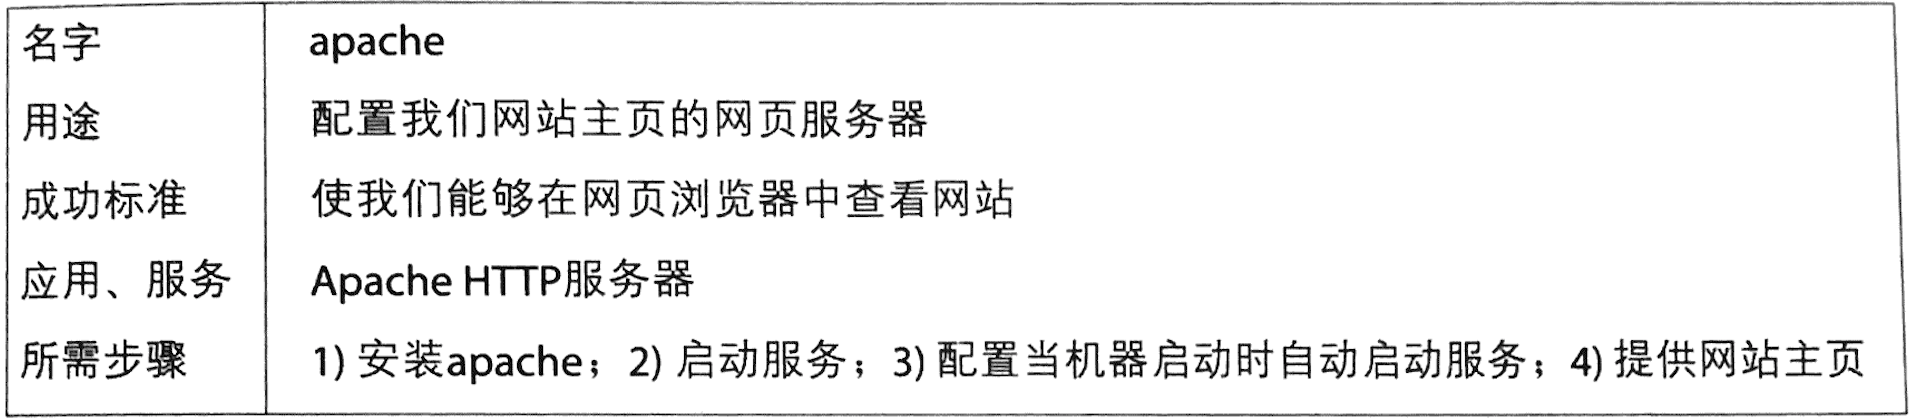 名字 apache
用途 配置我们网站主页的网页服务器
成功标准 使我们能够在网页浏览器中查看网站
应用、服务 Apache HTTP服务器
所需步骤 1) 安装apache；2) 启动服务；3) 配置当机器启动时自动启动服务；4) 提供网站主页